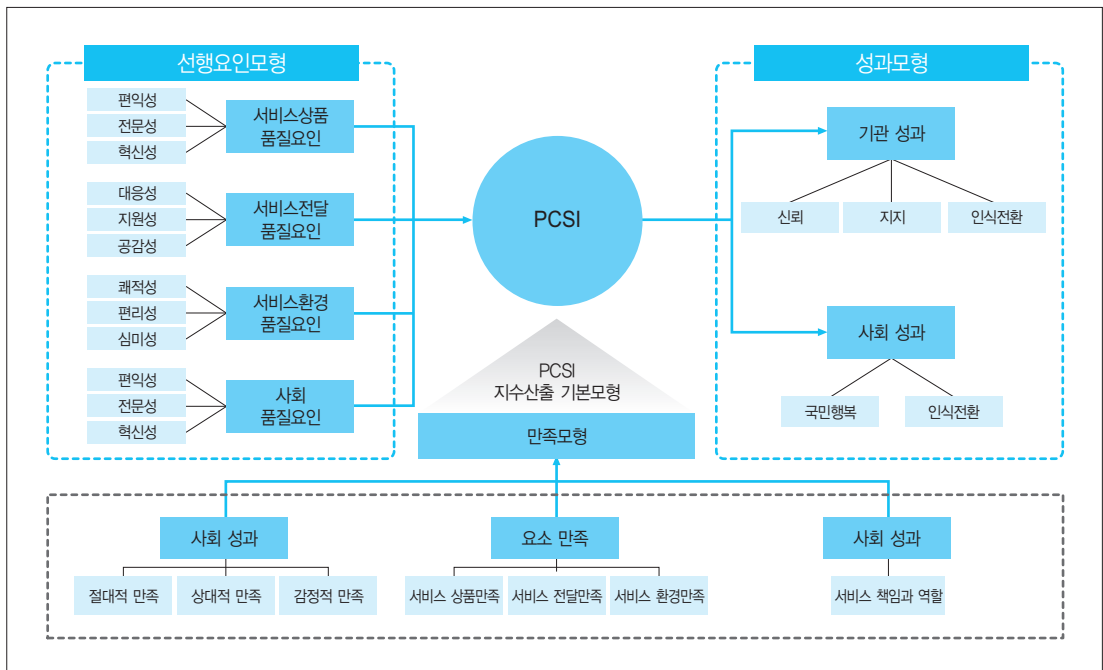 선행요인모형
편익성
전문성
혁신성
서비스상품
품질요인
대응성
지원성
공감성
서비스전달
품질요인
쾌적성
편리성
심미성
서비스환경
품질요인
편익성
전문성
혁신성
사회
품질요인
PCSI
PCSI
지수산출 기본모형
만족모형
성과모형
기관 성과
신뢰
지지
인식전환
사회 성과
국민행복
인식전환
사회 성과
절대적 만족
상대적 만족
감정적 만족
요소 만족
서비스 상품만족
서비스 전달만족
서비스 환경만족
사회 성과
서비스 책임과 역할